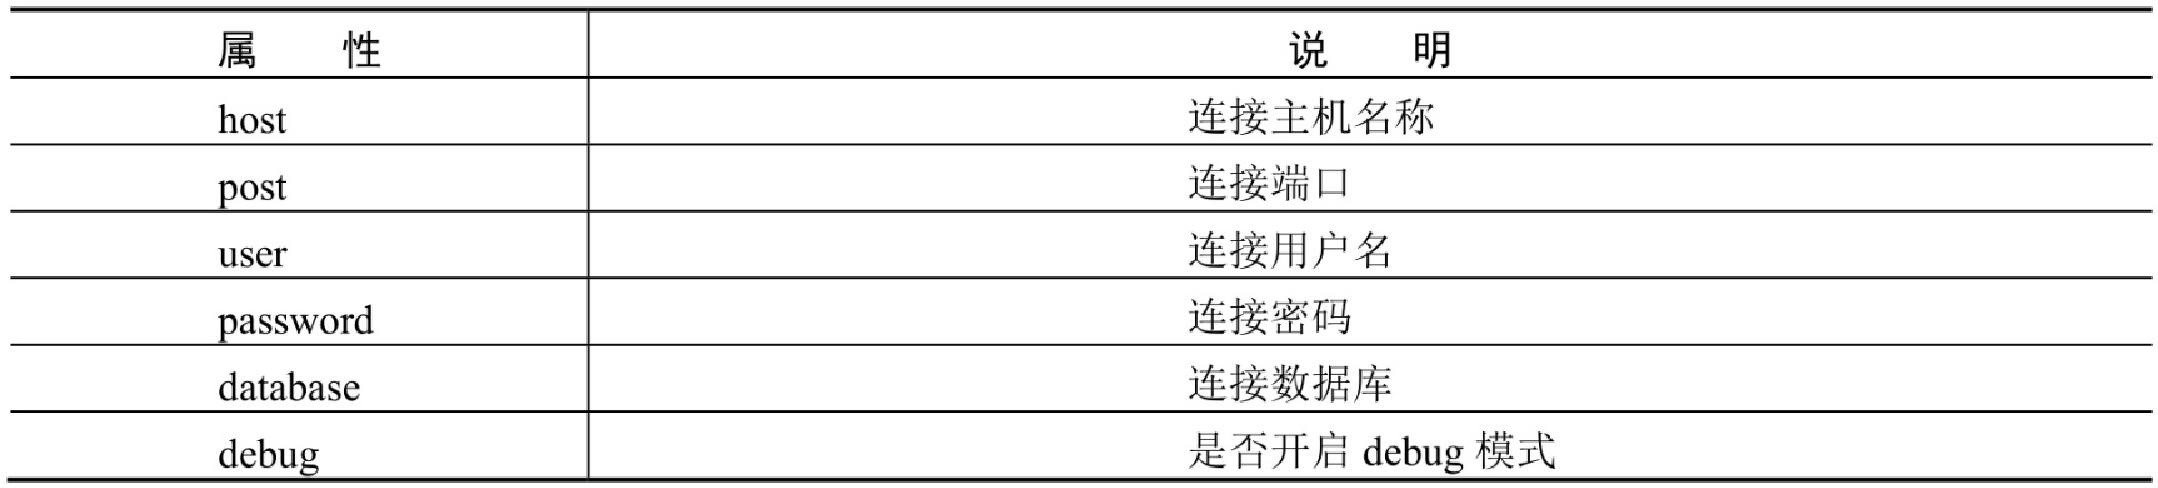 属 性 说 明
host 连接主机名称
post 连接端口
user 连接用户名
password 连接密码
database 连接数据库
debug 是否开启 debug 模式